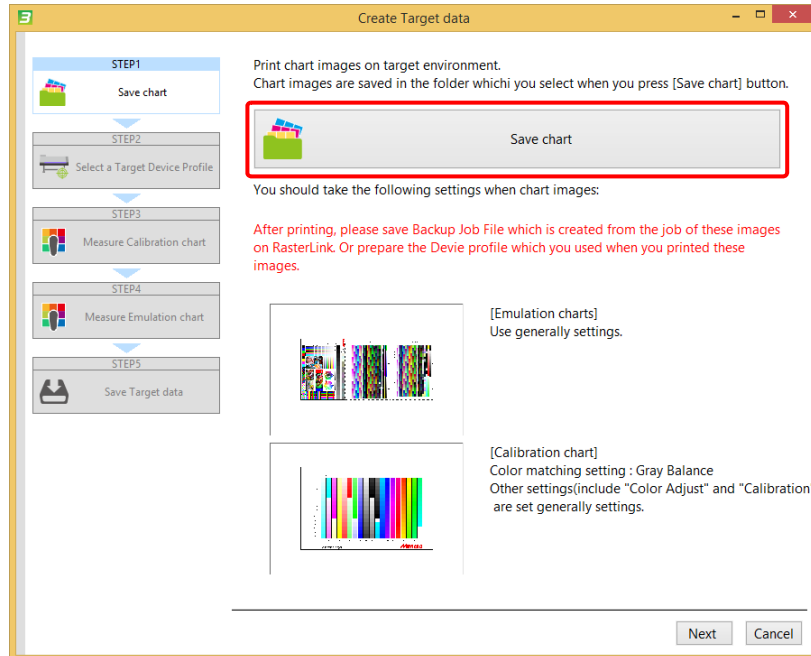 Create Target data
STEP1
Save chart
STEP2
Select a Target Device Profile
STEP3
Measure Calibration chart
STEP4
Measure Emulation chart
STEP5
Save Target data
Print chart images on target environment.
Chart images are saved in the folder whichi you select when you press [Save chart] button.
Save chart
You should take the following settings when chart images:
After printing, please save Backup Job File which is created from the job of these images
on RasterLink. Or prepare the Devie profile which you used when you printed these
images.
[Emulation charts]
Use generally settings.
[Calibration chart]
Color matching setting : Gray Balance
Other settings(include "Color Adjust" and "Calibration"
are set generally settings.
Next
Cancel